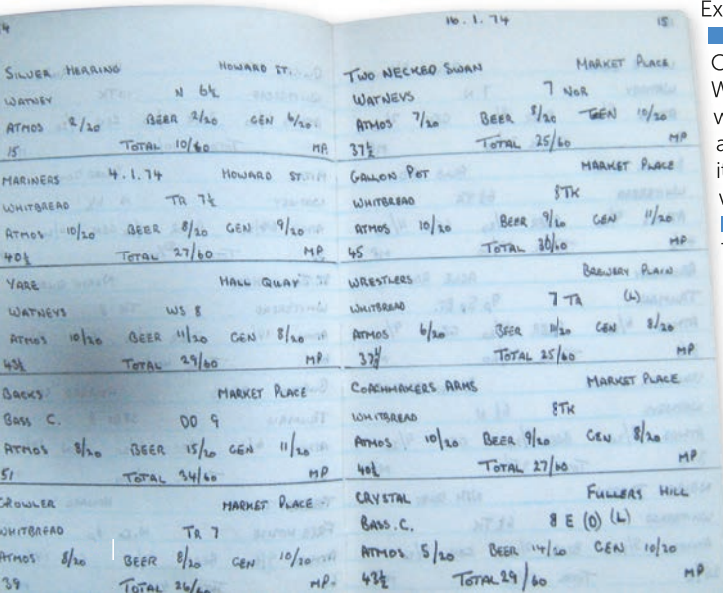 4
SILVER HERRING HOWARD ST.
WATNEY N 6½
ATMOS 2/20 BEER 2/20 GEN 6/20
15 TOTAL 10/60 MP
MARINERS 4.1.74 HOWARD ST.
WHITBREAD TR 7½
ATMOS 10/20 BEER 8/20 GEN 9/20
40½ TOTAL 27/60 MP
YARE HALL QUAY
WATNEYS WS 8
ATMOS 10/20 BEER 11/20 GEN 8/20
43½ TOTAL 29/60 MP
BACKS MARKET PLACE
BASS C. DD 9
ATMOS 8/20 BEER 15/20 GEN 11/20
51 TOTAL 34/60 MP
CROWLER MARKET PLACE
WHITBREAD TR 7
ATMOS 8/20 BEER 8/20 GEN 10/20
39 TOTAL 26/60 MP.
16.1.74 15
TWO NECKED SWAN MARKET PLACE
WATNEYS 7 NOR
ATMOS 7/20 BEER 8/20 GEN 10/20
37½ TOTAL 25/60 MP
GALLON POT MARKET PLACE
WHITBREAD 8TK
ATMOS 10/20 BEER 9/20 GEN 11/20
45 TOTAL 30/60 MP
WRESTLERS BREWERY PLAIN
WHITBREAD 7 TA (L)
ATMOS 6/20 BEER 11/20 GEN 8/20
37½ TOTAL 25/60 MP
COACHMAKERS ARMS MARKET PLACE
WHITBREAD 8TK
ATMOS 10/20 BEER 9/20 GEN 8/20
40½ TOTAL 27/60 MP
CRYSTAL FULLERS HILL
BASS.C. 8 E (D) (L)
ATMOS 5/20 BEER 14/20 GEN 10/20
43½ TOTAL 29/60 MP
Ex